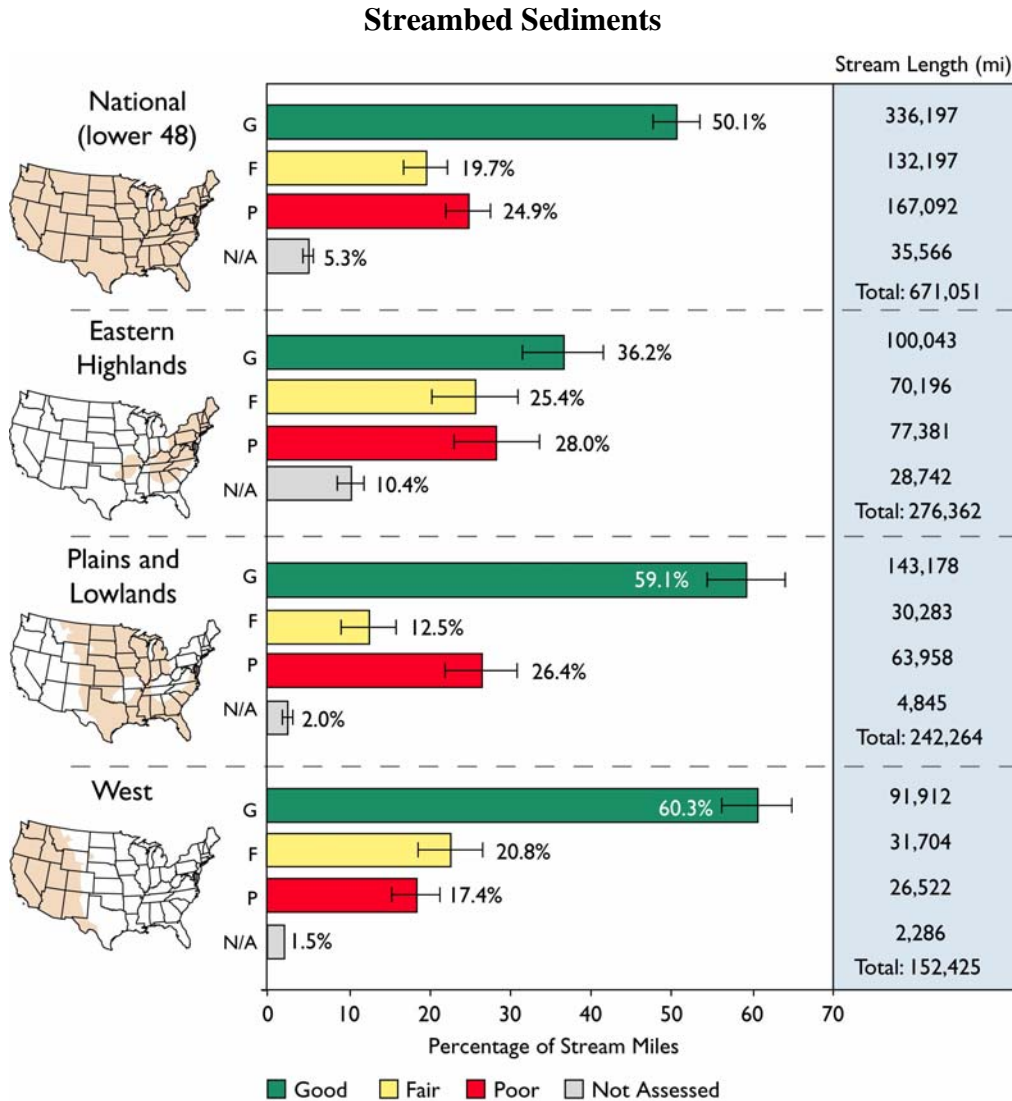 Streambed Sediments
Stream Length (mi)
National
(lower 48)
G
50.1%
336,197
F
19.7%
132,197
P
24.9%
167,092
N/A
5.3%
35,566
Total: 671,051
Eastern
Highlands
G
36.2%
100,043
F
25.4%
70,196
P
28.0%
77,381
N/A
10.4%
28,742
Total: 276,362
Plains and
Lowlands
G
59.1%
143,178
F
12.5%
30,283
P
26.4%
63,958
N/A
2.0%
4,845
Total: 242,264
West
G
60.3%
91,912
F
20.8%
31,704
P
17.4%
26,522
N/A
1.5%
2,286
Total: 152,425
0 10 20 30 40 50 60 70
Percentage of Stream Miles
Good Fair Poor Not Assessed